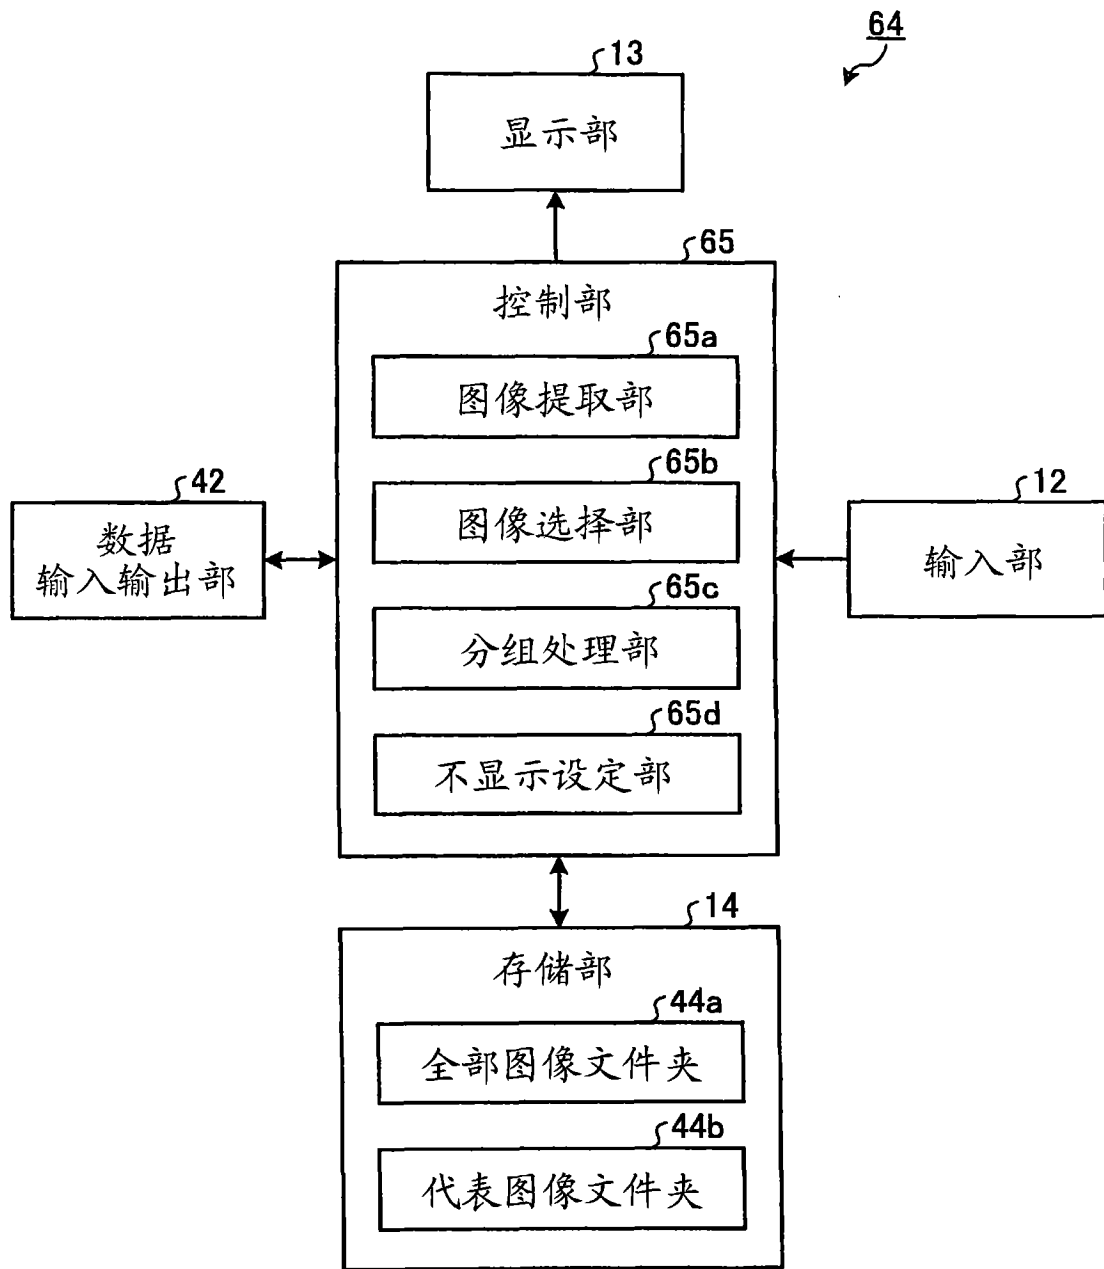 64
13
显示部
65
控制部
65a
图像提取部
42
数据
输入输出部
65b
图像选择部
12
输入部
65c
分组处理部
65d
不显示设定部
14
存储部
44a
全部图像文件夹
44b
代表图像文件夹